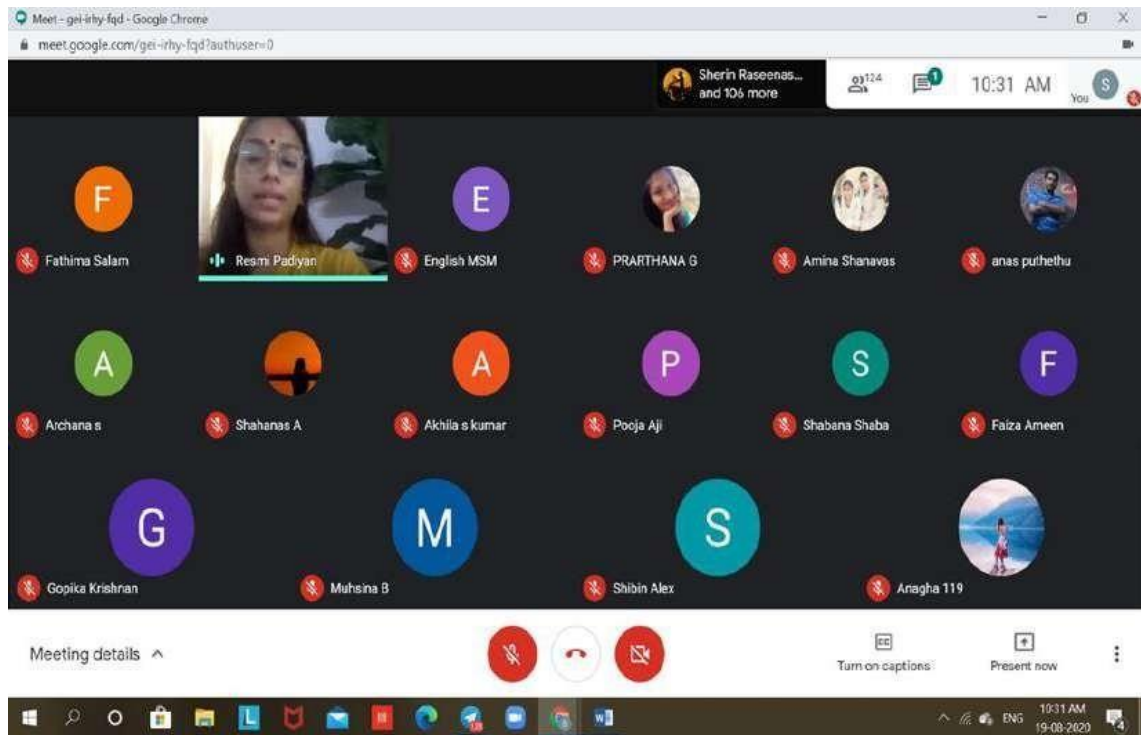 Meet - gei-irhy-fqd - Google Chrome
meet.google.com/gei-irhy-fqd?authuser=0
Sherin Raseenas...
and 106 more
124
1
10:31 AM
You
S
F
E
Fathima Salam
Resmi Padiyan
English MSM
PRARTHANA G
Amina Shanavas
anas puthethu
A
A
P
S
F
Archana s
Shahanas A
Akhila s kumar
Pooja Aji
Shabana Shaba
Faiza Ameen
G
M
S
Gopika Krishnan
Muhsina B
Shibin Alex
Anagha 119
Meeting details
CC
Turn on captions
Present now
L
W
ENG
10:31 AM
19-08-2020
4